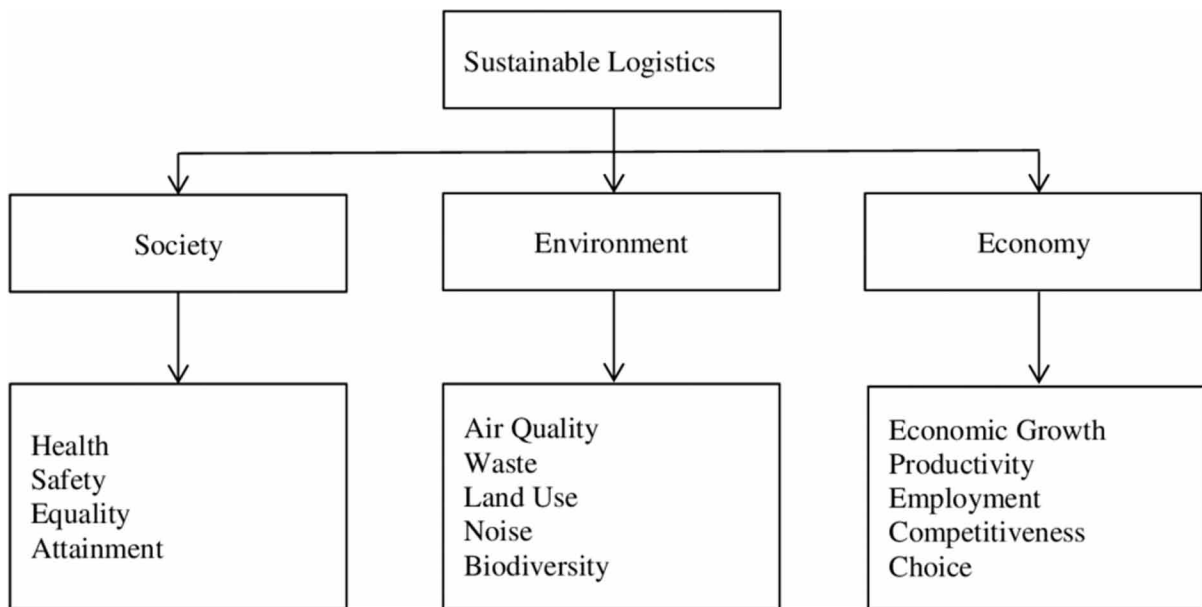 Sustainable Logistics
Society
Environment
Economy
Health
Safety
Equality
Attainment
Air Quality
Waste
Land Use
Noise
Biodiversity
Economic Growth
Productivity
Employment
Competitiveness
Choice